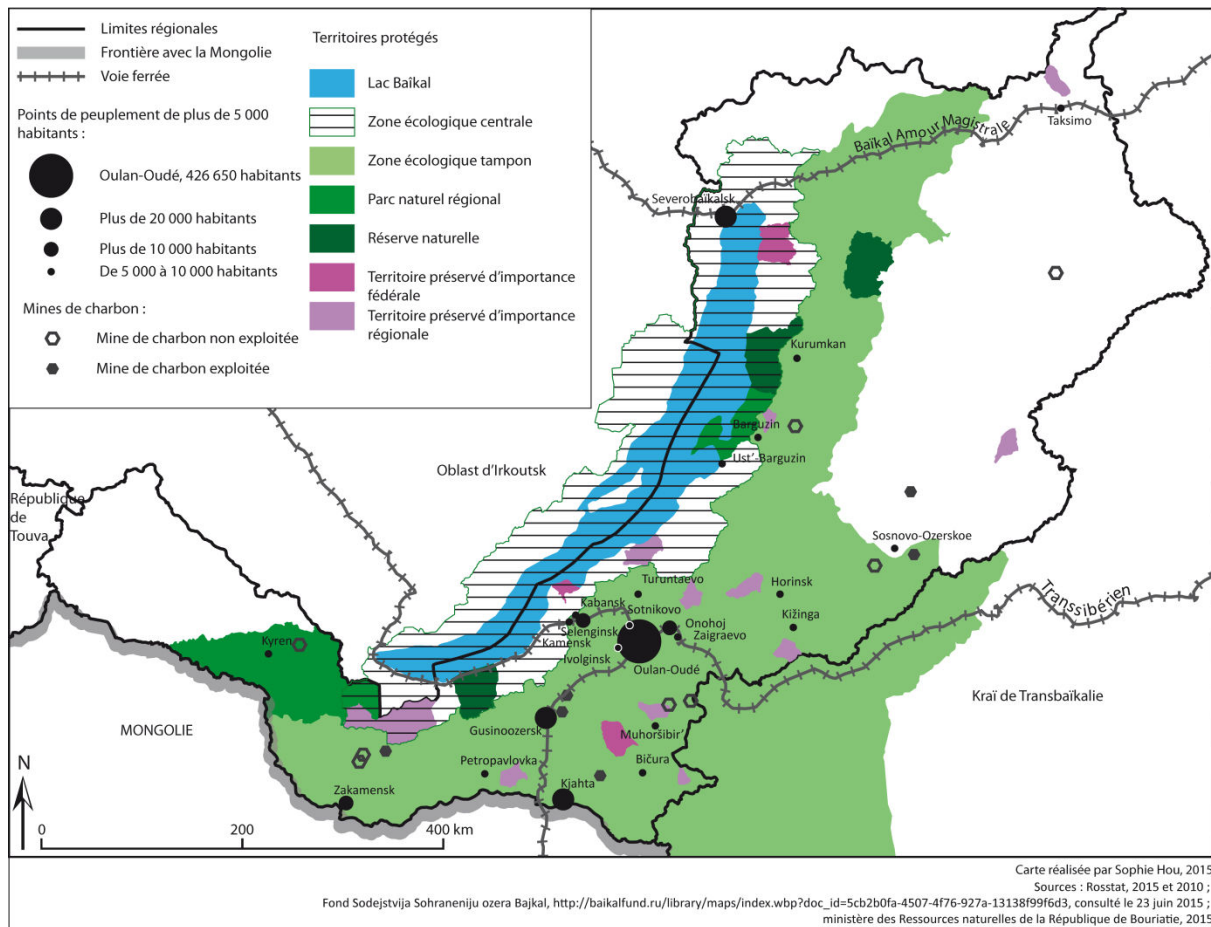 Limites régionales
Frontière avec la Mongolie
Voie ferrée
Points de peuplement de plus de 5 000
habitants :
Oulan-Oudé, 426 650 habitants
Plus de 20 000 habitants
Plus de 10 000 habitants
De 5 000 à 10 000 habitants
Mines de charbon :
Mine de charbon non exploitée
Mine de charbon exploitée
Territoires protégés
Lac Baîkal
Zone écologique centrale
Zone écologique tampon
Parc naturel régional
Réserve naturelle
Territoire préservé d'importance
fédérale
Territoire préservé d'importance
régionale
Taksimo
Baïkal Amour Magistrale
Severobaïkalsk
Kurumkan
Barguzin
Ust'-Barguzin
Oblast d'Irkoutsk
République
de
Touva
Sosnovo-Ozerskoe
Transsibérien
Turuntaevo
Horinsk
Kabansk
Sotnikovo
Selenginsk
Onohoj
Kižinga
Kamensk
Zaigraevo
Ivolginsk
Oulan-Oudé
Kyren
Kraï de Transbaïkalie
MONGOLIE
Gusinoozersk
Muhoršibir'
Petropavlovka
Bičura
Zakamensk
Kjahta
N
0 200 400 km
Carte réalisée par Sophie Hou, 2015
Sources : Rosstat, 2015 et 2010 ;
Fond Sodejstvija Sohraneniju ozera Bajkal, http://baikalfund.ru/library/maps/index.wbp?doc_id=5cb2b0fa-4507-4f76-927a-13138f99f6d3, consulté le 23 juin 2015 ;
ministère des Ressources naturelles de la République de Bouriatie, 2015